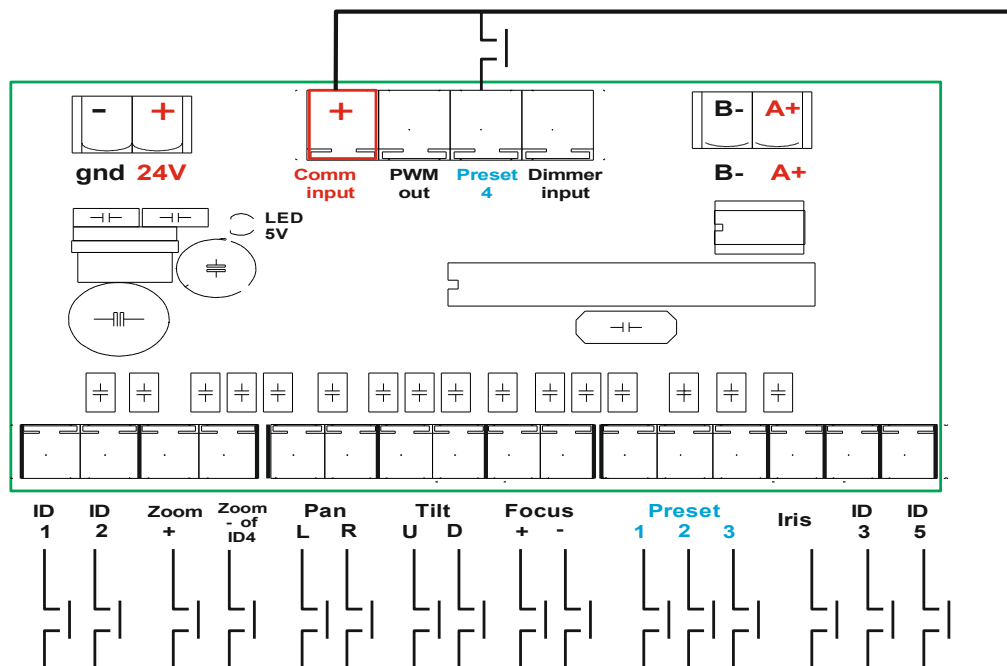 - + + B- A+
gnd 24V Comm input PWM out Preset 4 Dimmer input B- A+
LED 5V
ID 1 ID 2 Zoom + Zoom - of ID4 Pan L R Tilt U D Focus + - Preset 1 2 3 Iris ID 3 ID 5